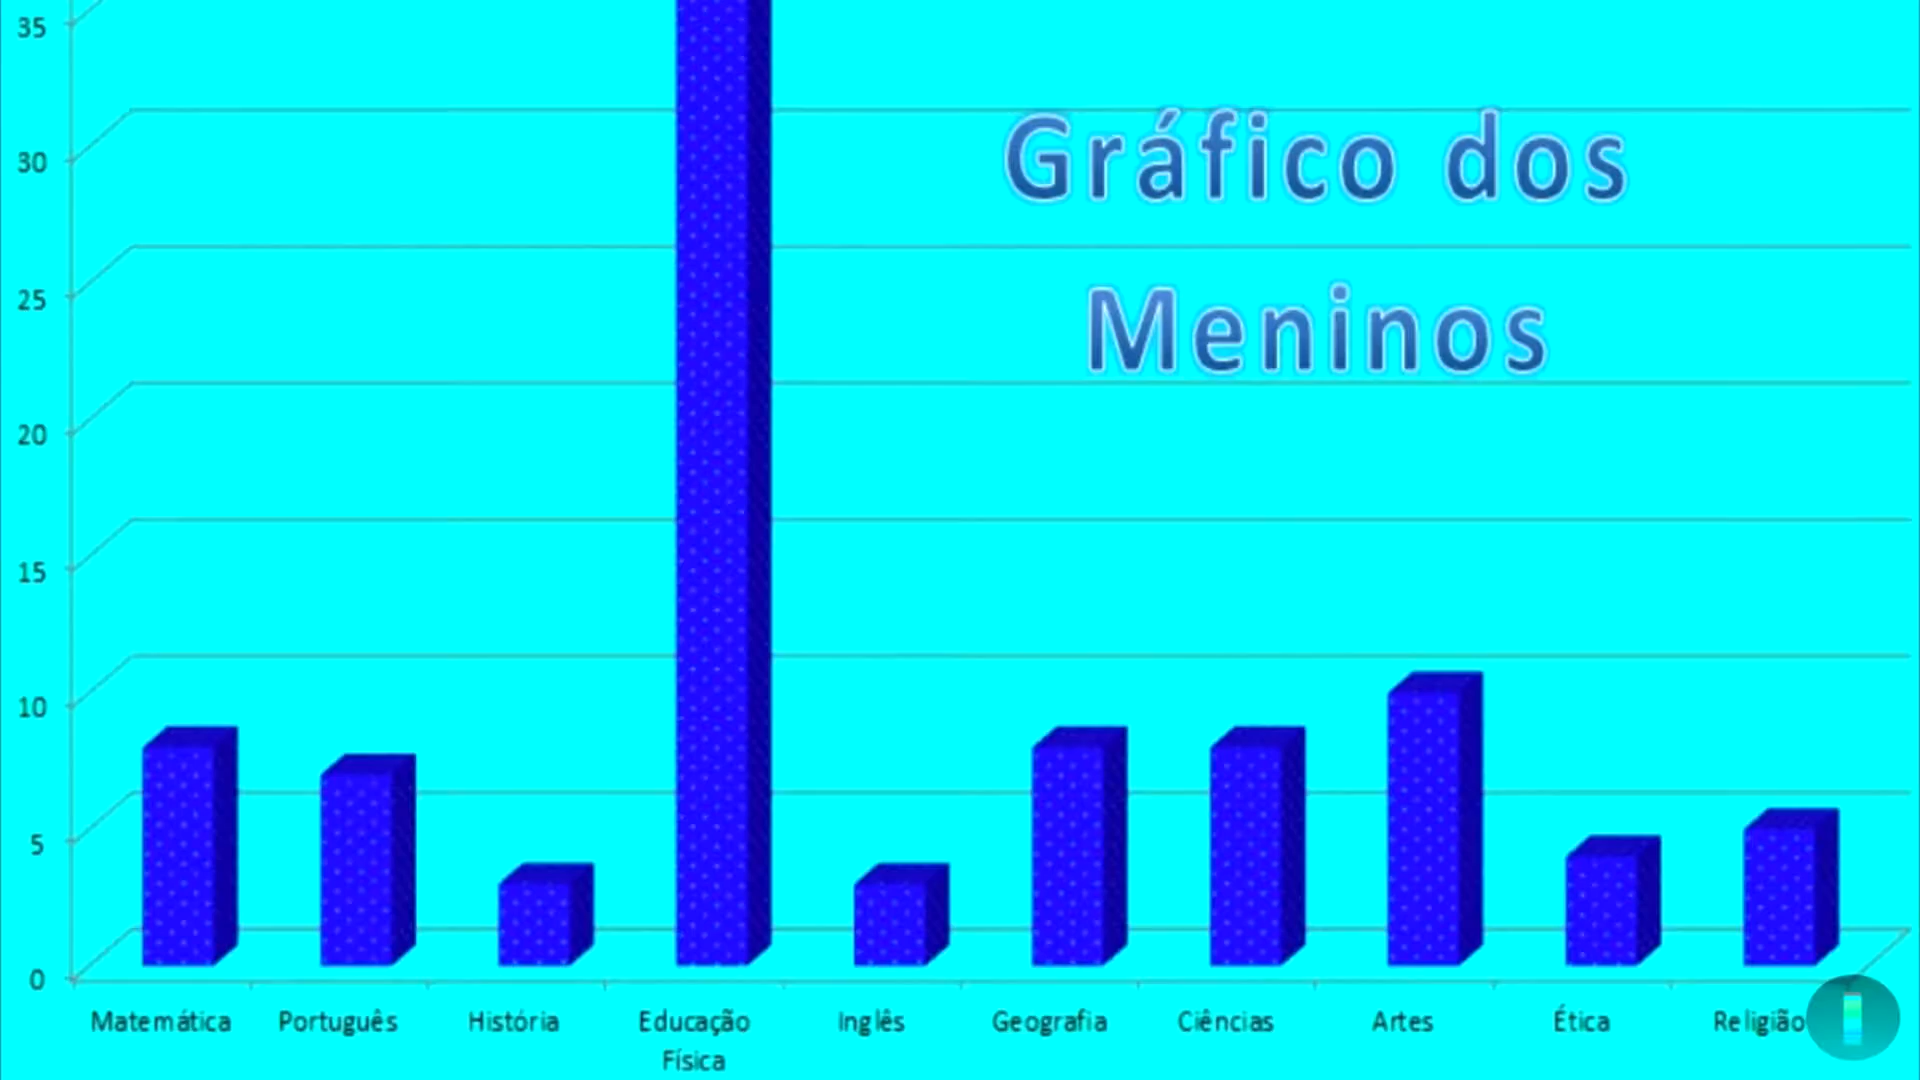 Gráfico dos
Meninos
35
30
25
20
15
10
5
0
Matemática Português História Educação Física Inglês Geografia Ciências Artes Ética Religião